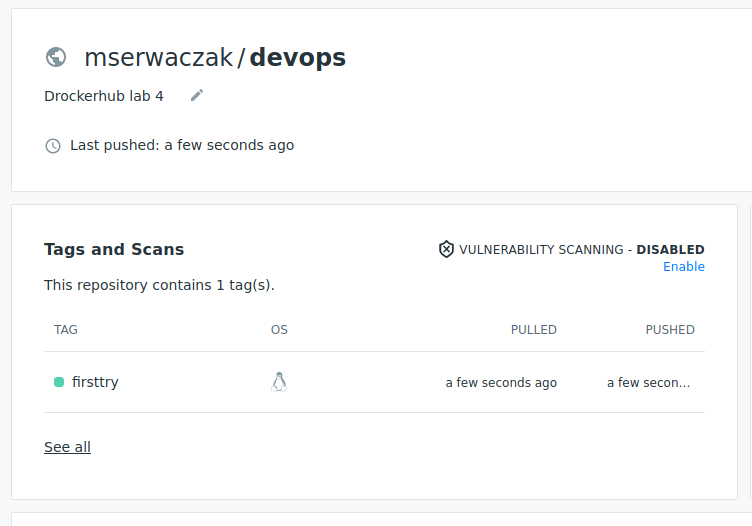 mserwaczak / devops
Drockerhub lab 4
Last pushed: a few seconds ago
Tags and Scans
VULNERABILITY SCANNING - DISABLED
Enable
This repository contains 1 tag(s).
TAG OS PULLED PUSHED
firsttry a few seconds ago a few secon...
See all